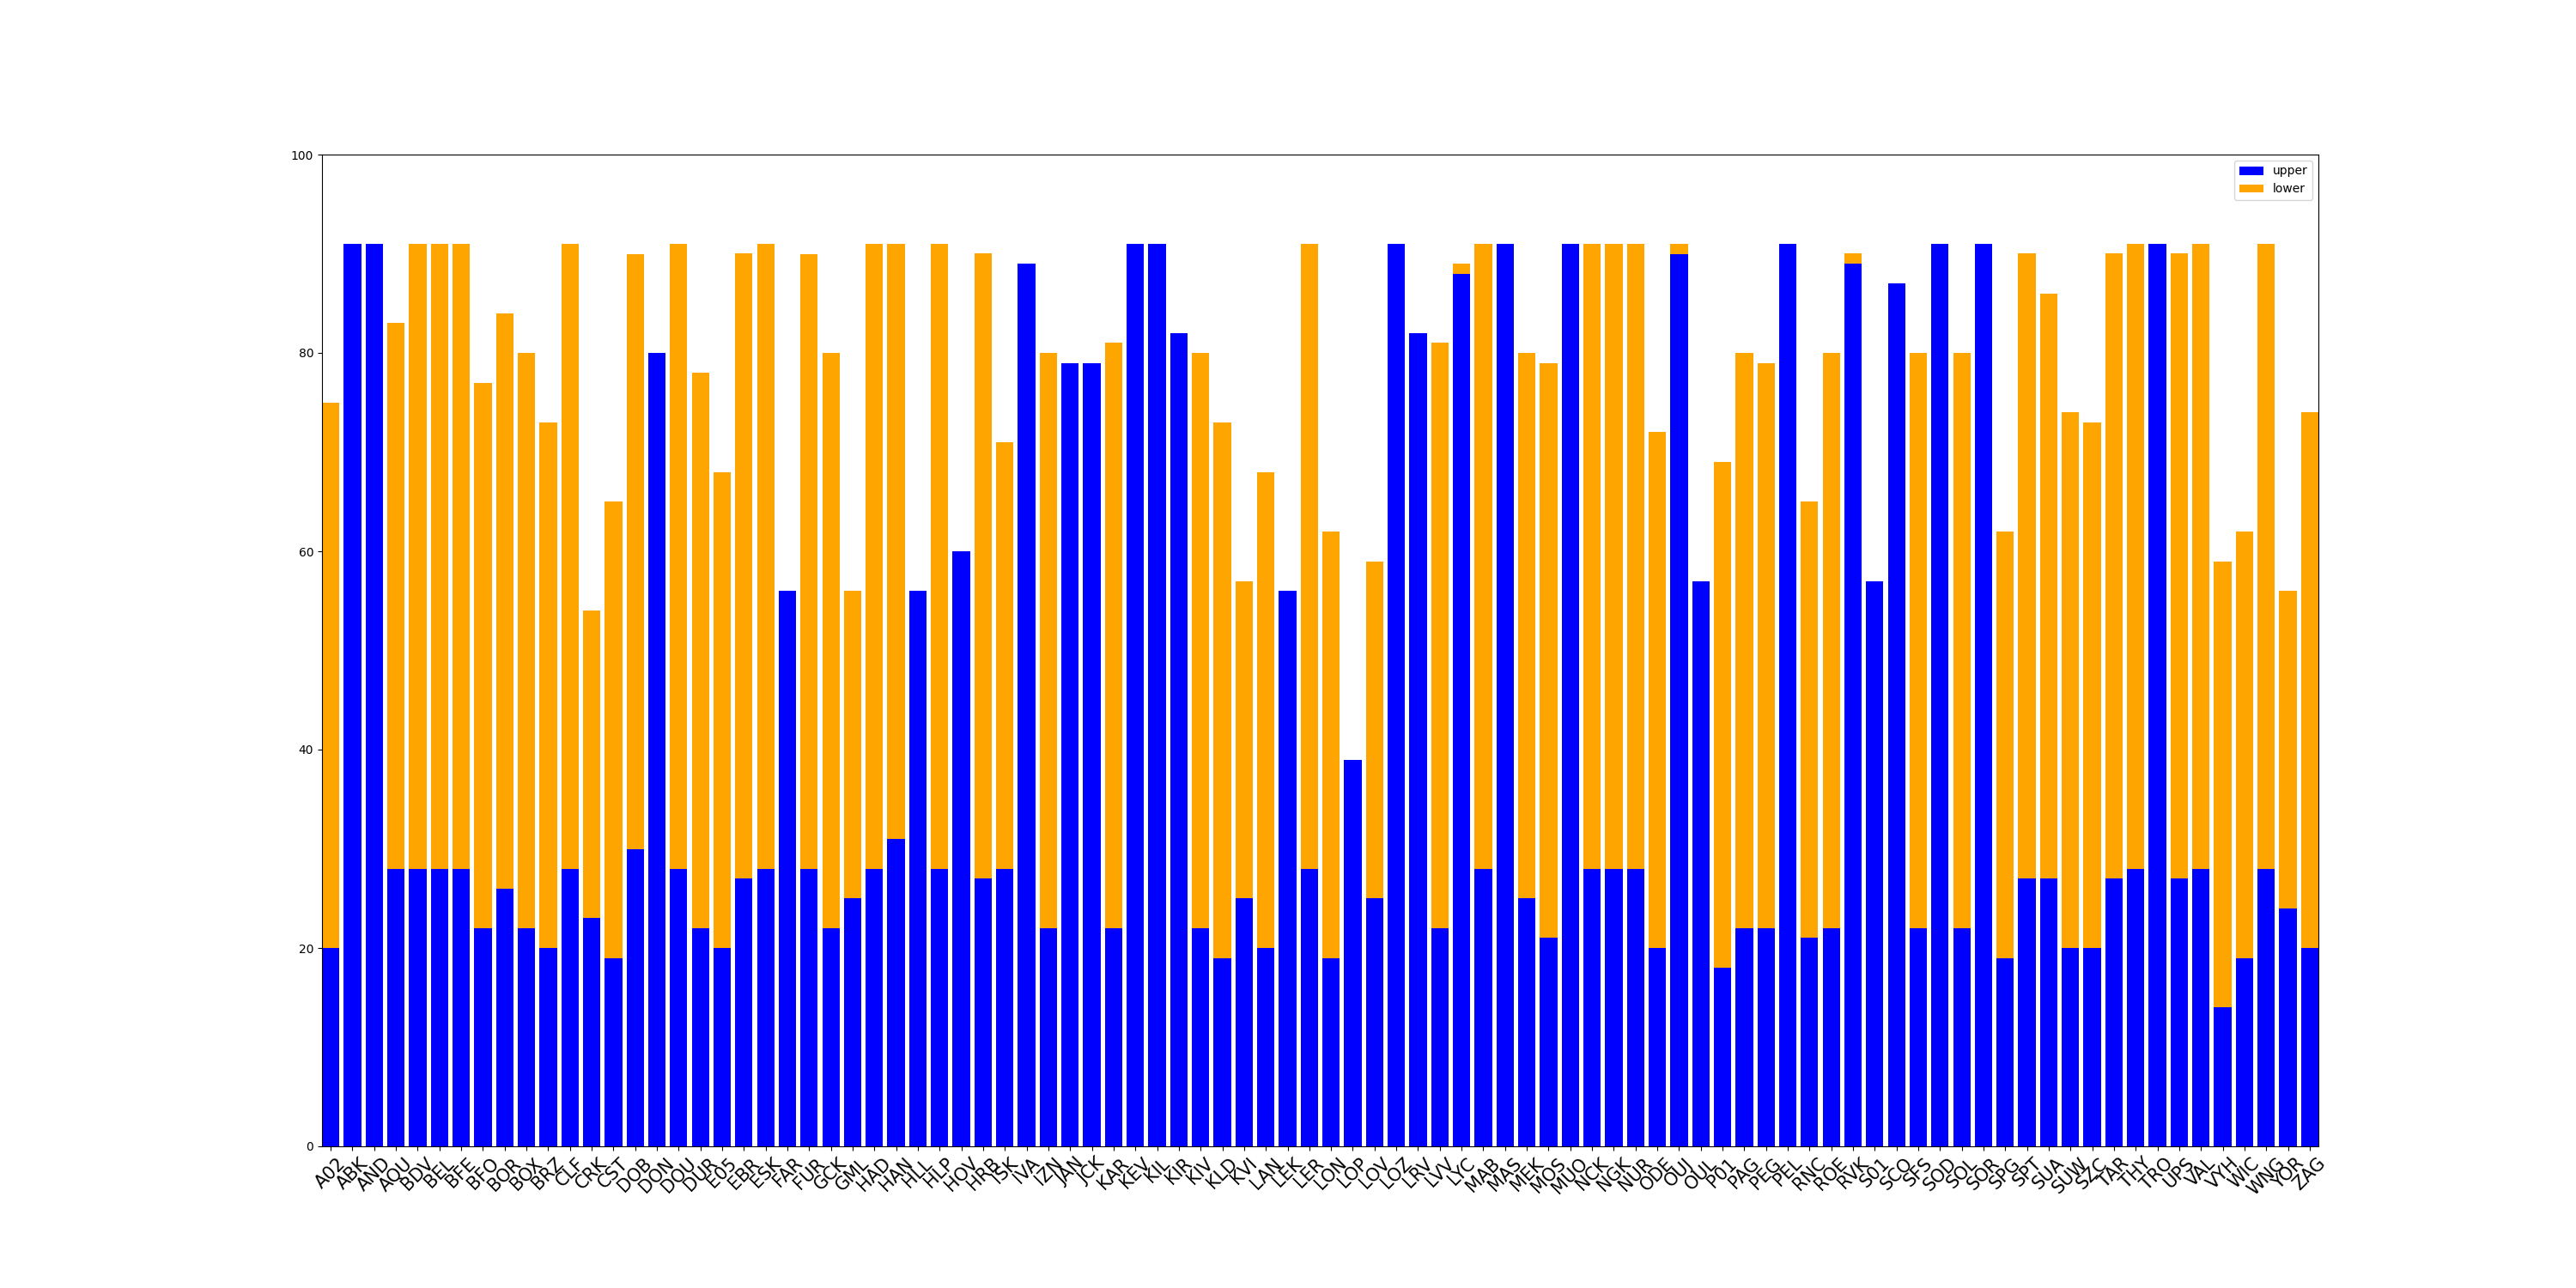 100
80
60
40
20
0
upper
lower
A02 ABK AND AQU BDV BEL BFE BFO BOR BOX BRZ CLF CRK CST DOB DON DOU DUR E05 EBR ESK FAR FUR GCK GML HAD HAN HLL HLP HOV HRB ISK IVA IZN JAN JCK KAR KEV KIL KIR KIV KLD KVI LAN LEK LER LON LOP LOV LOZ LRV LVV LYC MAB MAS MEK MOS MUO NCK NGK NUR ODE OUJ OUL P01 PAG PEG PEL RNC ROE RVK S01 SCO SFS SOD SOL SOR SPG SPT SUA SUW SZC TAR THY TRO UPS VAL VYH WIC WNG YOR ZAG